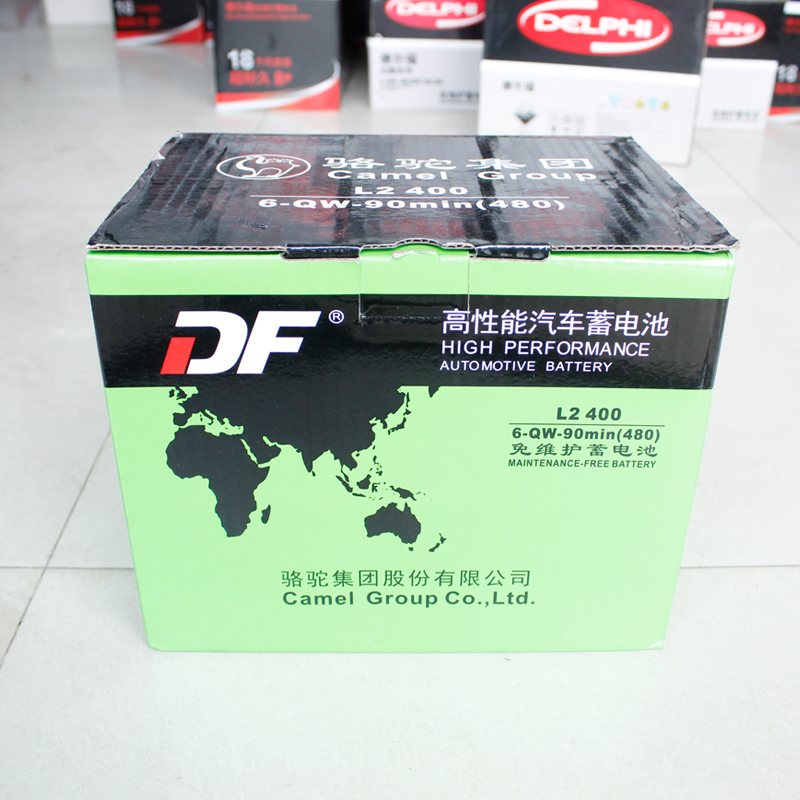 DELPHI
DELPHI
18
18
18
骆驼集团
Camel Group
L2 400
6-QW-90min(480)
DF®
高性能汽车蓄电池
HIGH PERFORMANCE
AUTOMOTIVE BATTERY
L2 400
6-QW-90min(480)
免维护蓄电池
MAINTENANCE-FREE BATTERY
骆驼集团股份有限公司
Camel Group Co.,Ltd.